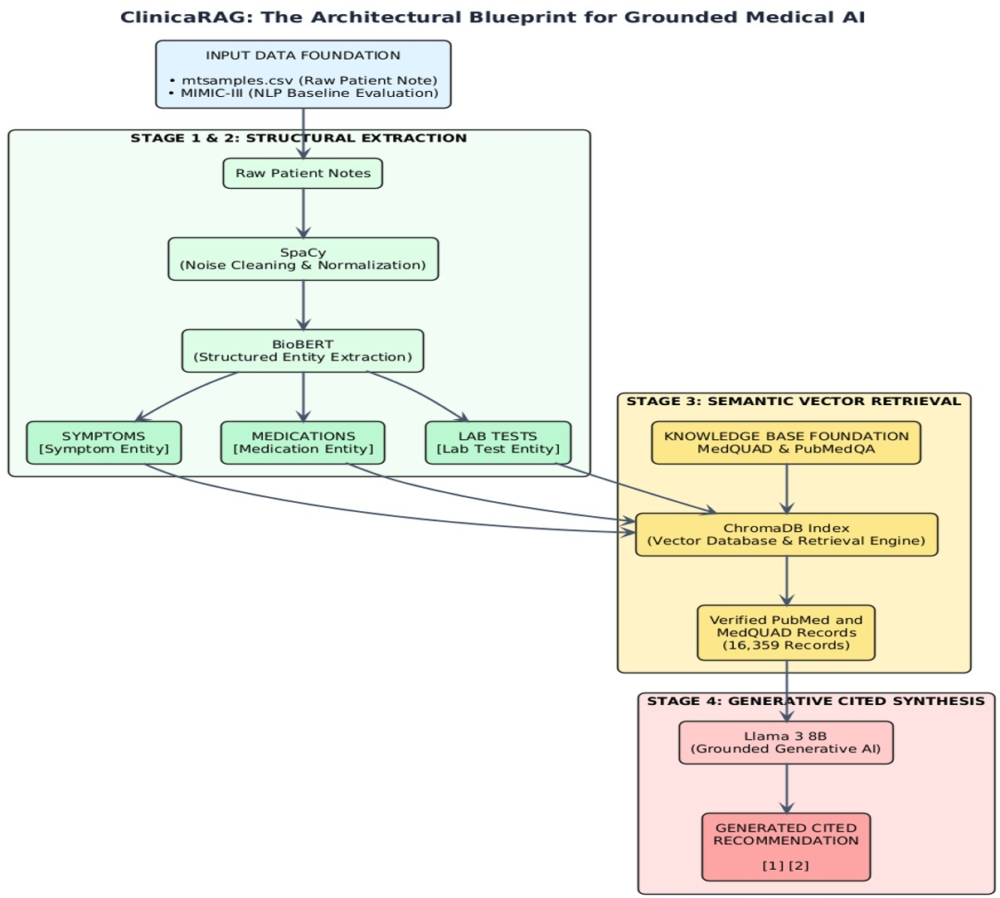 ClinicaRAG: The Architectural Blueprint for Grounded Medical AI
INPUT DATA FOUNDATION
• mtsamples.csv (Raw Patient Note)
• MIMIC-III (NLP Baseline Evaluation)
STAGE 1 & 2: STRUCTURAL EXTRACTION
Raw Patient Notes
SpaCy
(Noise Cleaning & Normalization)
BioBERT
(Structured Entity Extraction)
SYMPTOMS
[Symptom Entity]
MEDICATIONS
[Medication Entity]
LAB TESTS
[Lab Test Entity]
STAGE 3: SEMANTIC VECTOR RETRIEVAL
KNOWLEDGE BASE FOUNDATION
MedQUAD & PubMedQA
ChromaDB Index
(Vector Database & Retrieval Engine)
Verified PubMed and
MedQUAD Records
(16,359 Records)
STAGE 4: GENERATIVE CITED SYNTHESIS
Llama 3 8B
(Grounded Generative AI)
GENERATED CITED
RECOMMENDATION
[1] [2]